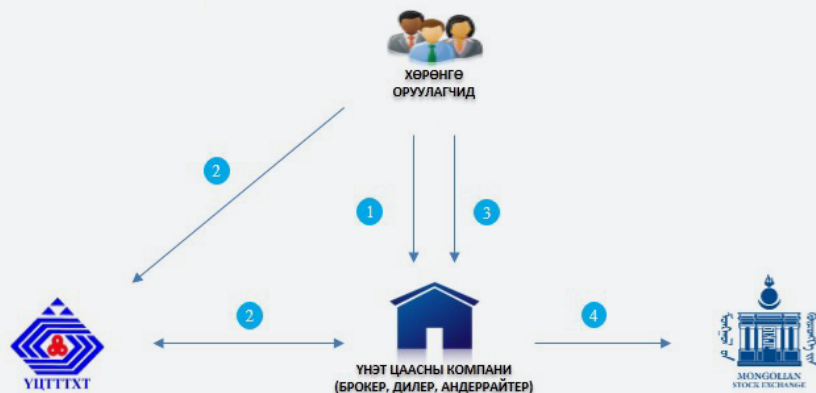 ХӨРӨНГӨ
ОРУУЛАГЧИД
2
1
3
2
4
ҮЦТТТХТ
ҮНЭТ ЦААСНЫ КОМПАНИ
(БРОКЕР, ДИЛЕР, АНДЕРРАЙТЕР)
MONGOLIAN
STOCK EXCHANGE